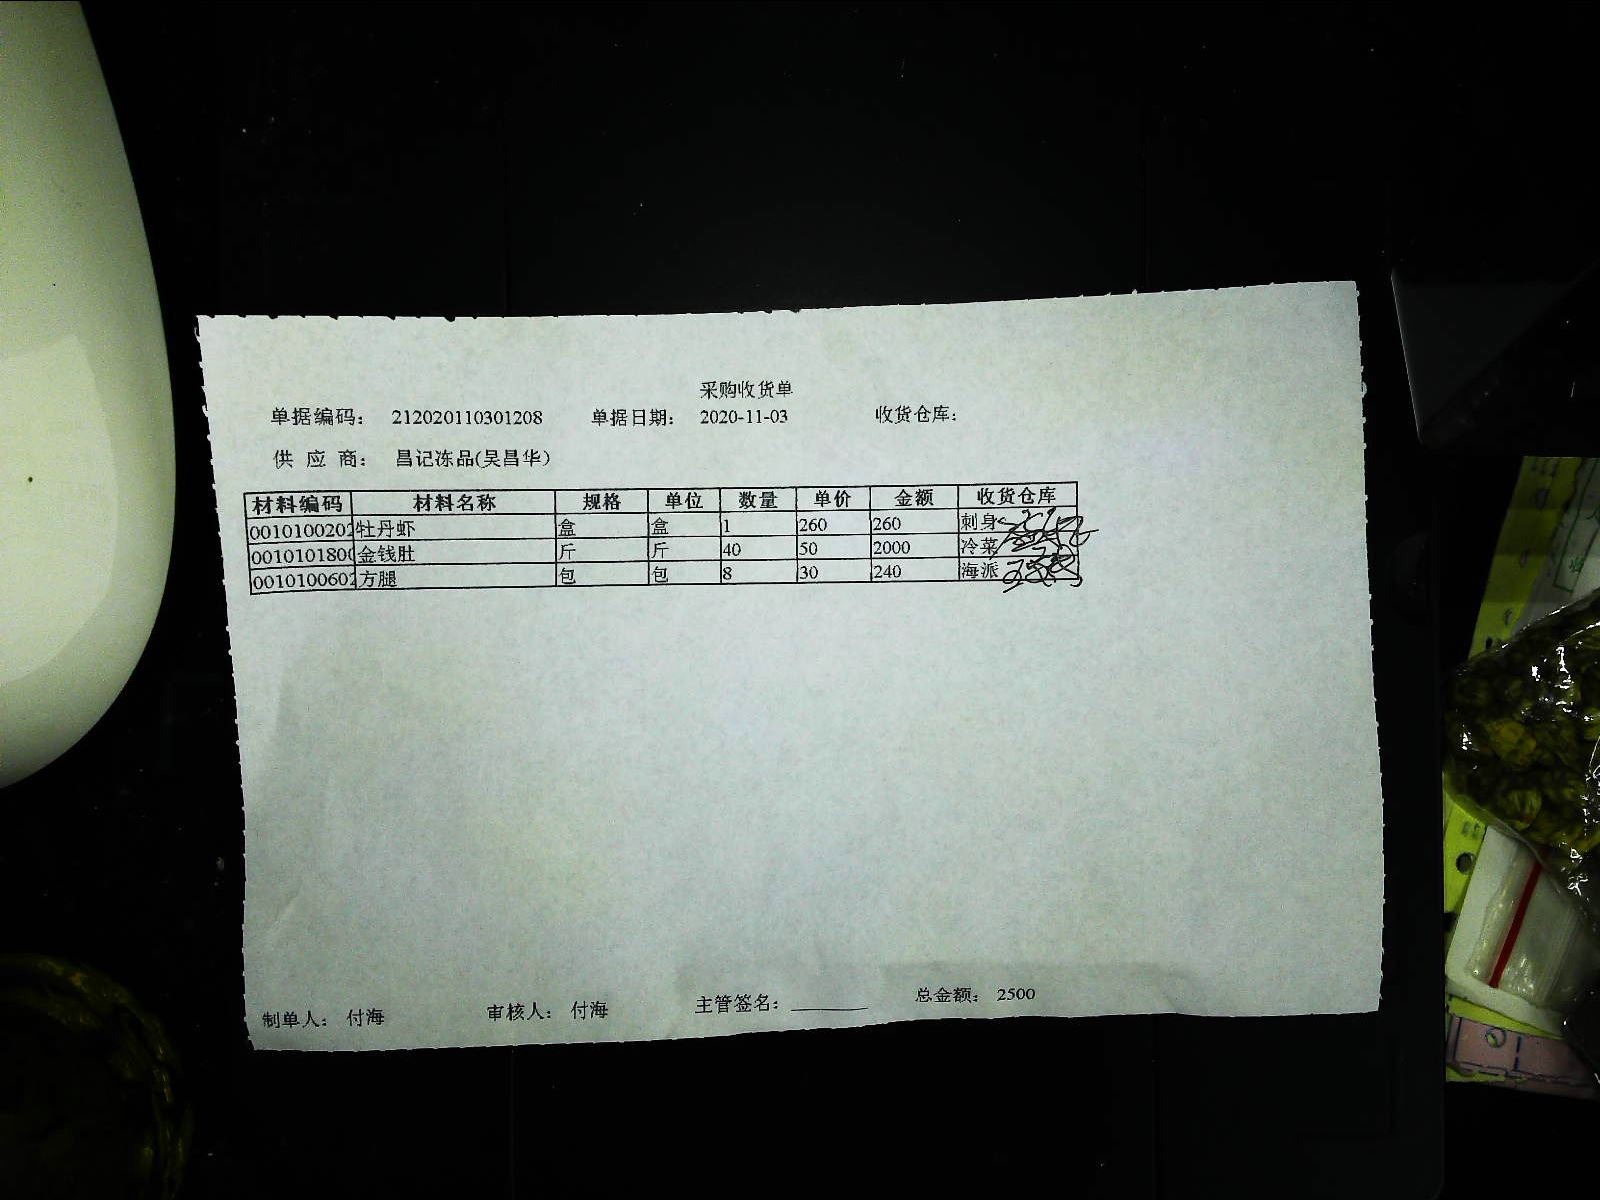 采购收货单
单据编码： 212020110301208 单据日期： 2020-11-03 收货仓库：
供 应 商： 昌记冻品(吴昌华)
材料编码 材料名称 规格 单位 数量 单价 金额 收货仓库
0010100202 牡丹虾 盒 盒 1 260 260 刺身
0010101800 金钱肚 斤 斤 40 50 2000 冷菜
0010100602 方腿 包 包 8 30 240 海派
制单人： 付海 审核人： 付海 主管签名：________ 总金额： 2500